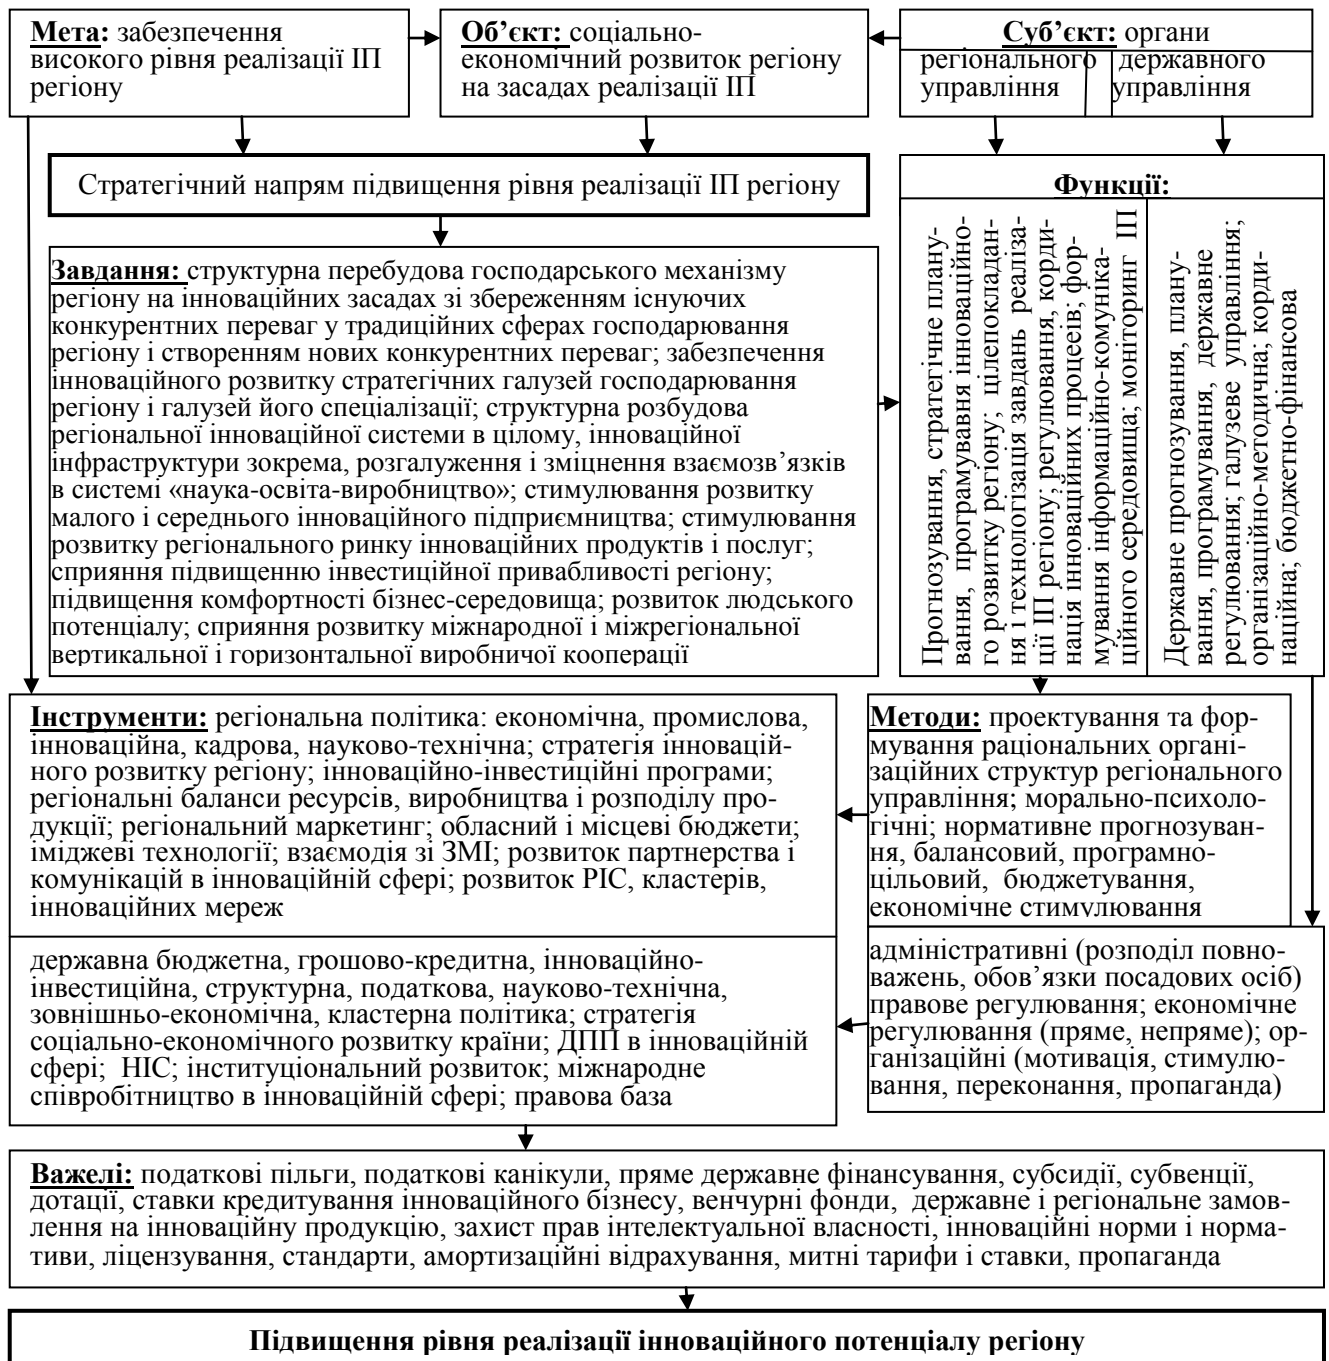 Мета: забезпечення
високого рівня реалізації ІП
регіону
Об’єкт: соціально-
економічний розвиток регіону
на засадах реалізації ІП
Суб’єкт: органи
регіонального
управління
державного
управління
Стратегічний напрям підвищення рівня реалізації ІП регіону
Завдання: структурна перебудова господарського механізму
регіону на інноваційних засадах зі збереженням існуючих
конкурентних переваг у традиційних сферах господарювання
регіону і створенням нових конкурентних переваг; забезпечення
інноваційного розвитку стратегічних галузей господарювання
регіону і галузей його спеціалізації; структурна розбудова
регіональної інноваційної системи в цілому, інноваційної
інфраструктури зокрема, розгалуження і зміцнення взаємозв’язків
в системі «наука-освіта-виробництво»; стимулювання розвитку
малого і середнього інноваційного підприємництва; стимулювання
розвитку регіонального ринку інноваційних продуктів і послуг;
сприяння підвищенню інвестиційної привабливості регіону;
підвищення комфортності бізнес-середовища; розвиток людського
потенціалу; сприяння розвитку міжнародної і міжрегіональної
вертикальної і горизонтальної виробничої кооперації
Функції:
Прогнозування, стратегічне плану-
вання, програмувавня інноваційно-
го розвитку регіону; цілепокладан-
ня і технологізація завдань реаліза-
ції ІП регіону; регулювання, корди-
нація інноваційних процееів; фор-
мування інформаційно-комуніка-
ційного середовища; моніторинг ІП
Державне прогнозування, плану-
вання, програмування, державне
регулювання; галузеве управління;
організаційно-методична; корди-
наційна; бюджетно-фінансова
Інструменти: регіональна політика: економічна, промислова,
інноваційна, кадрова, науково-технічна; стратегія інновацій-
ного розвитку регіону; інноваційно-інвестиційні програми;
регіональні баланси ресурсів, виробництва і розподілу про-
дукції; регіональний маркетинг; обласний і місцеві бюджети;
іміджеві технології; взаємодія зі ЗМІ; розвиток партнерства і
комунікацій в інноваційній сфері; розвиток РІС, кластерів,
інноваційних мереж
державна бюджетна, грошово-кредитна, інноваційно-
інвестиційна, структурна, податкова, науково-технічна,
зовнішньо-економічна, кластерна політика; стратегія
соціально-економічного розвитку країни; ДПП в інноваційній
сфері; НІС; інституціональний розвиток; міжнародне
співробітництво в інноваційній сфері; правова база
Методи: проектування та фор-
мування раціональних органі-
заційних структур регіонального
управління; морально-психоло-
гічні; нормативне прогнозуван-
ня, балансовий, програмно-
цільовий, бюджетування,
економічне стимулювання
адміністративні (розподіл повно-
важень, обов’язки посадових осіб)
правове регулювання; економічне
регулювання (пряме, непряме); ор-
ганізаційні (мотивація, стимулю-
вання, переконання, пропаганда)
Важелі: податкові пільги, податкові канікули, пряме державне фінансування, субсидії, субвенції,
дотації, ставки кредитування інноваційного бізнесу, венчурні фонди, державне і регіональне замов-
лення на інноваційну продукцію, захист прав інтелектуальної власності, інноваційні норми і норма-
тиви, ліцензування, стандарти, амортизаційні відрахування, митні тарифи і ставки, пропаганда
Підвищення рівня реалізації інноваційного потенціалу регіону